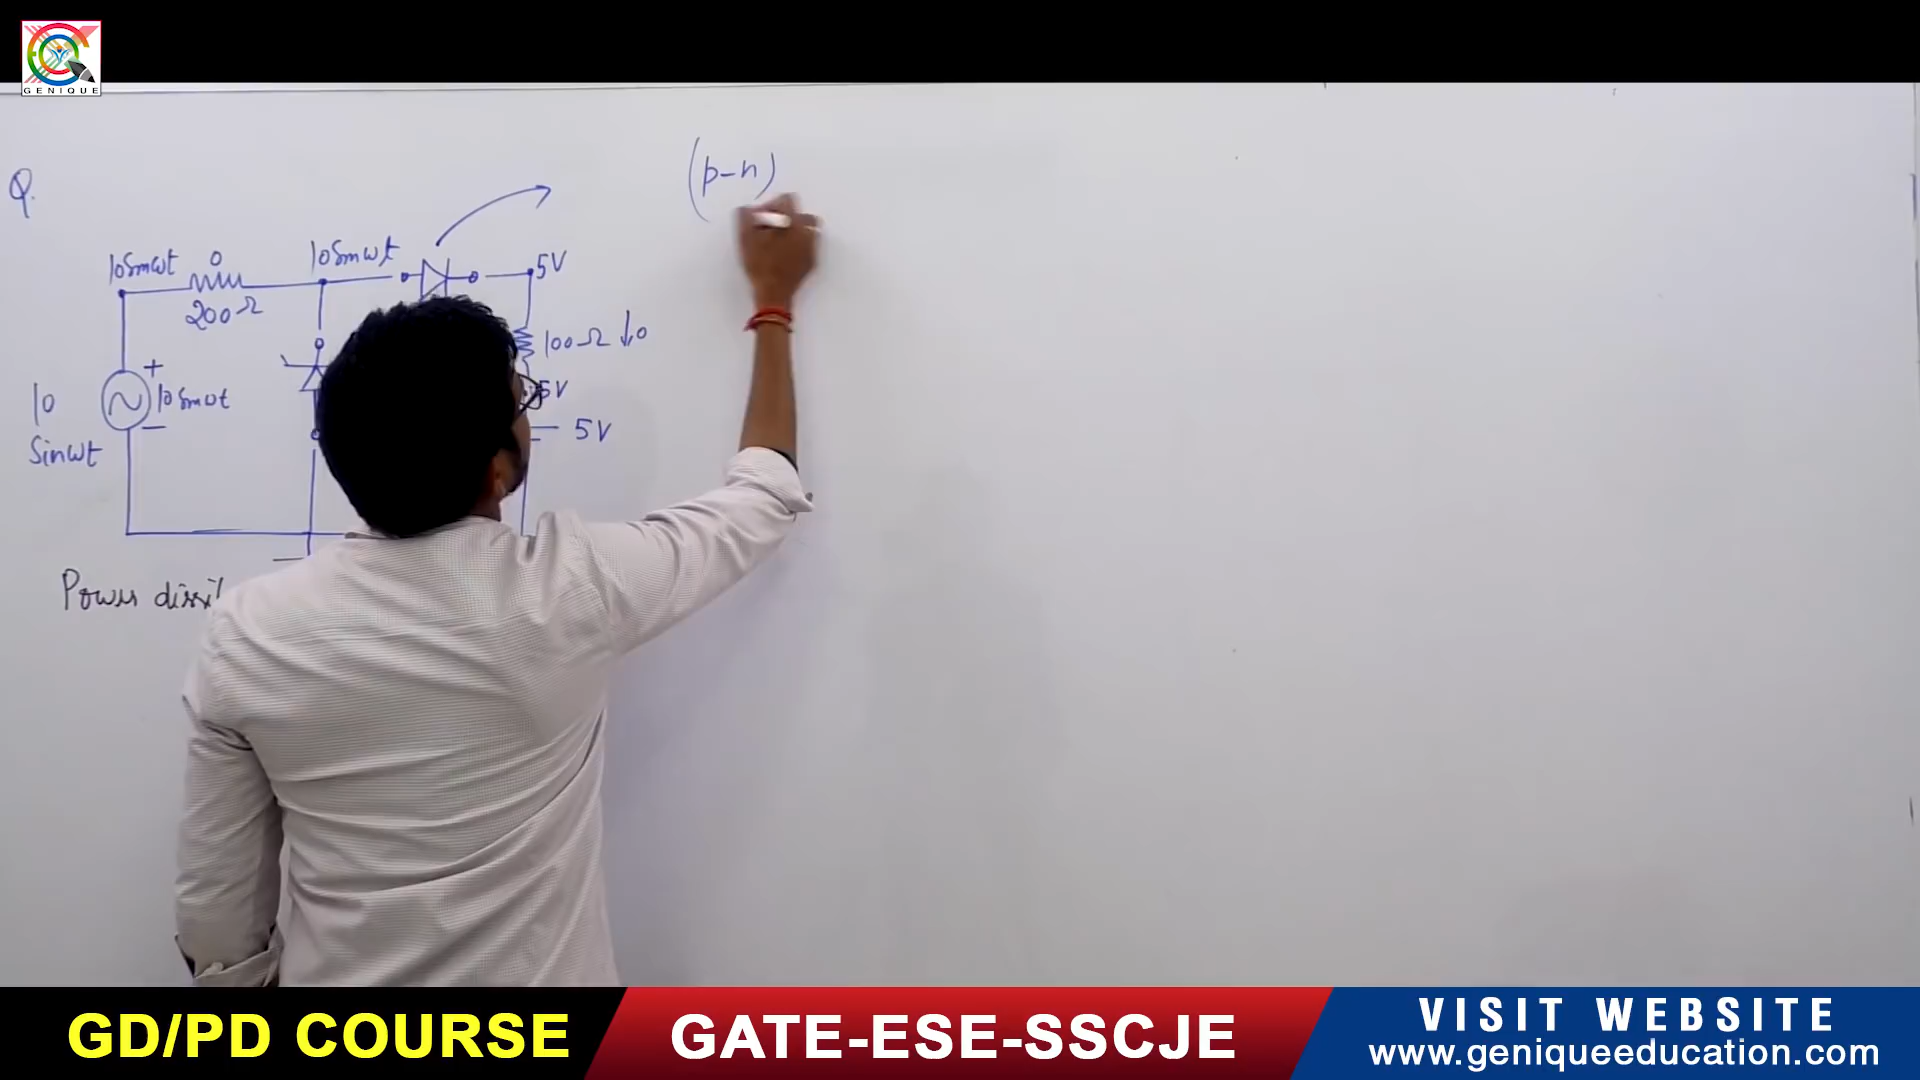 GENIQUE
Q.
(p-n)
10Sinωt 0 10Sinωt 5V
200Ω
100Ω ↓0
+
10Sinωt
10
Sinωt
-
5V
5V
Power
GD/PD COURSE
GATE-ESE-SSCJE
VISIT WEBSITE
www.geniqueeducation.com